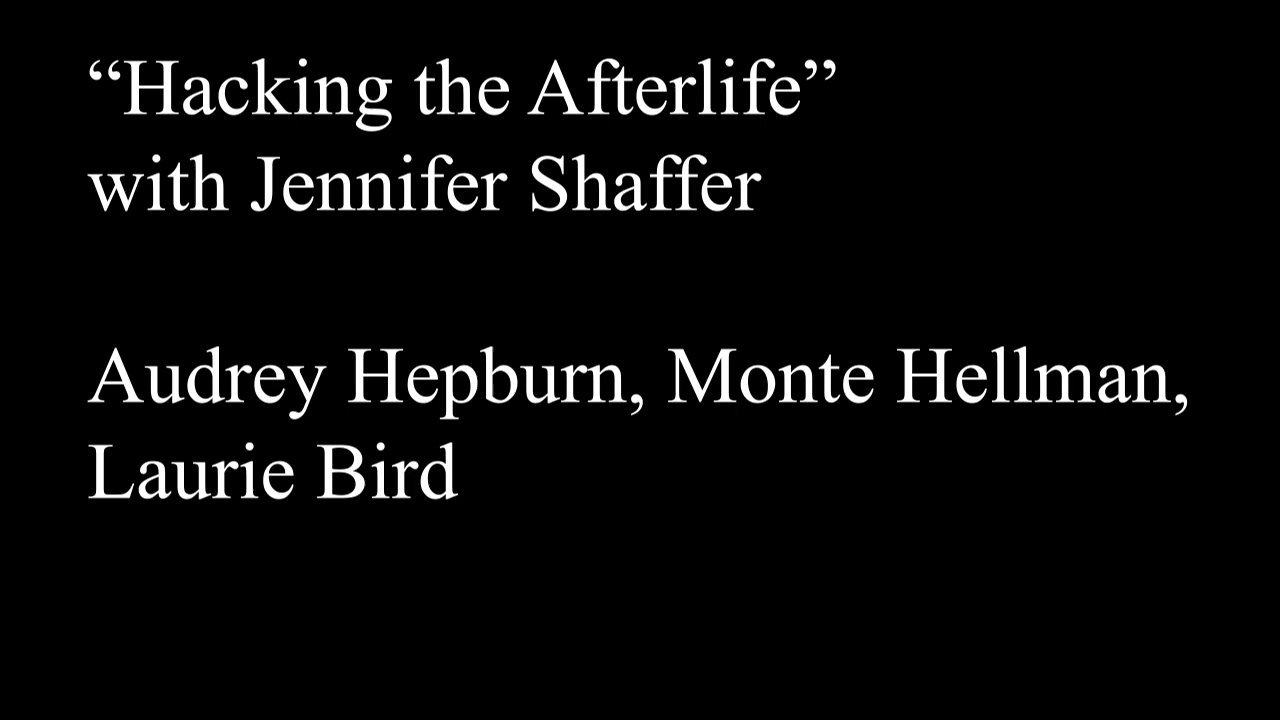 “Hacking the Afterlife”
with Jennifer Shaffer
Audrey Hepburn, Monte Hellman,
Laurie Bird